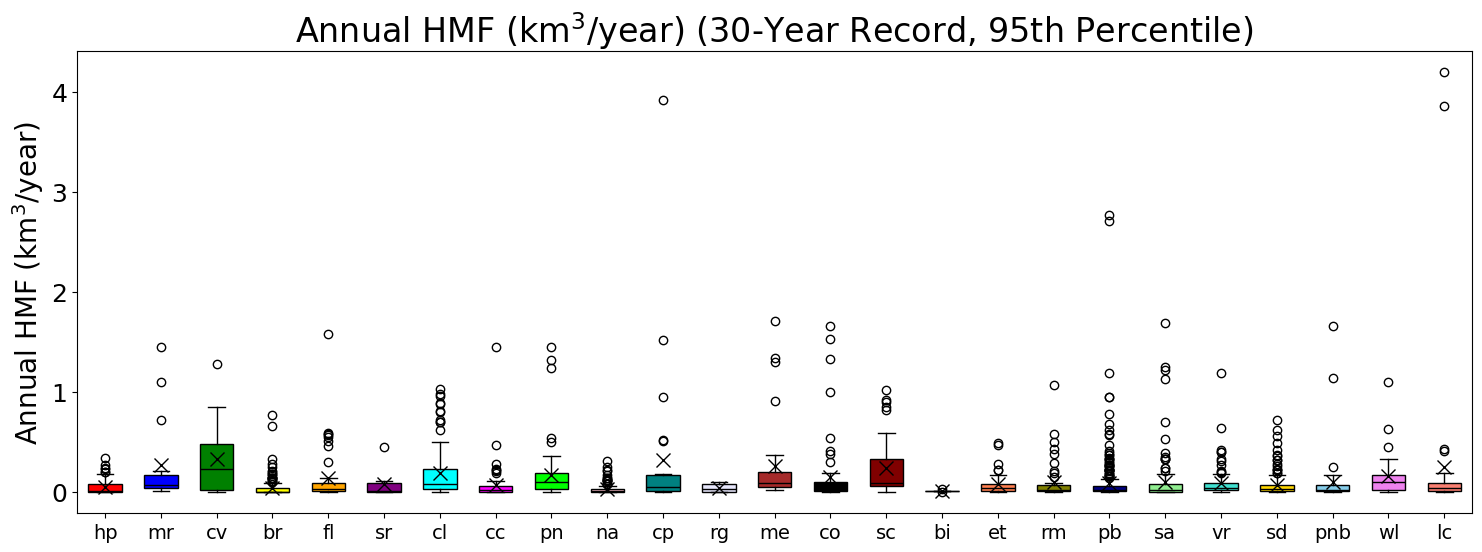 Annual HMF (km³/year) (30-Year Record, 95th Percentile)
Annual HMF (km³/year)
4
3
2
1
0
hp mr cv br fl sr cl cc pn na cp rg me co sc bi et rm pb sa vr sd pnb wl lc